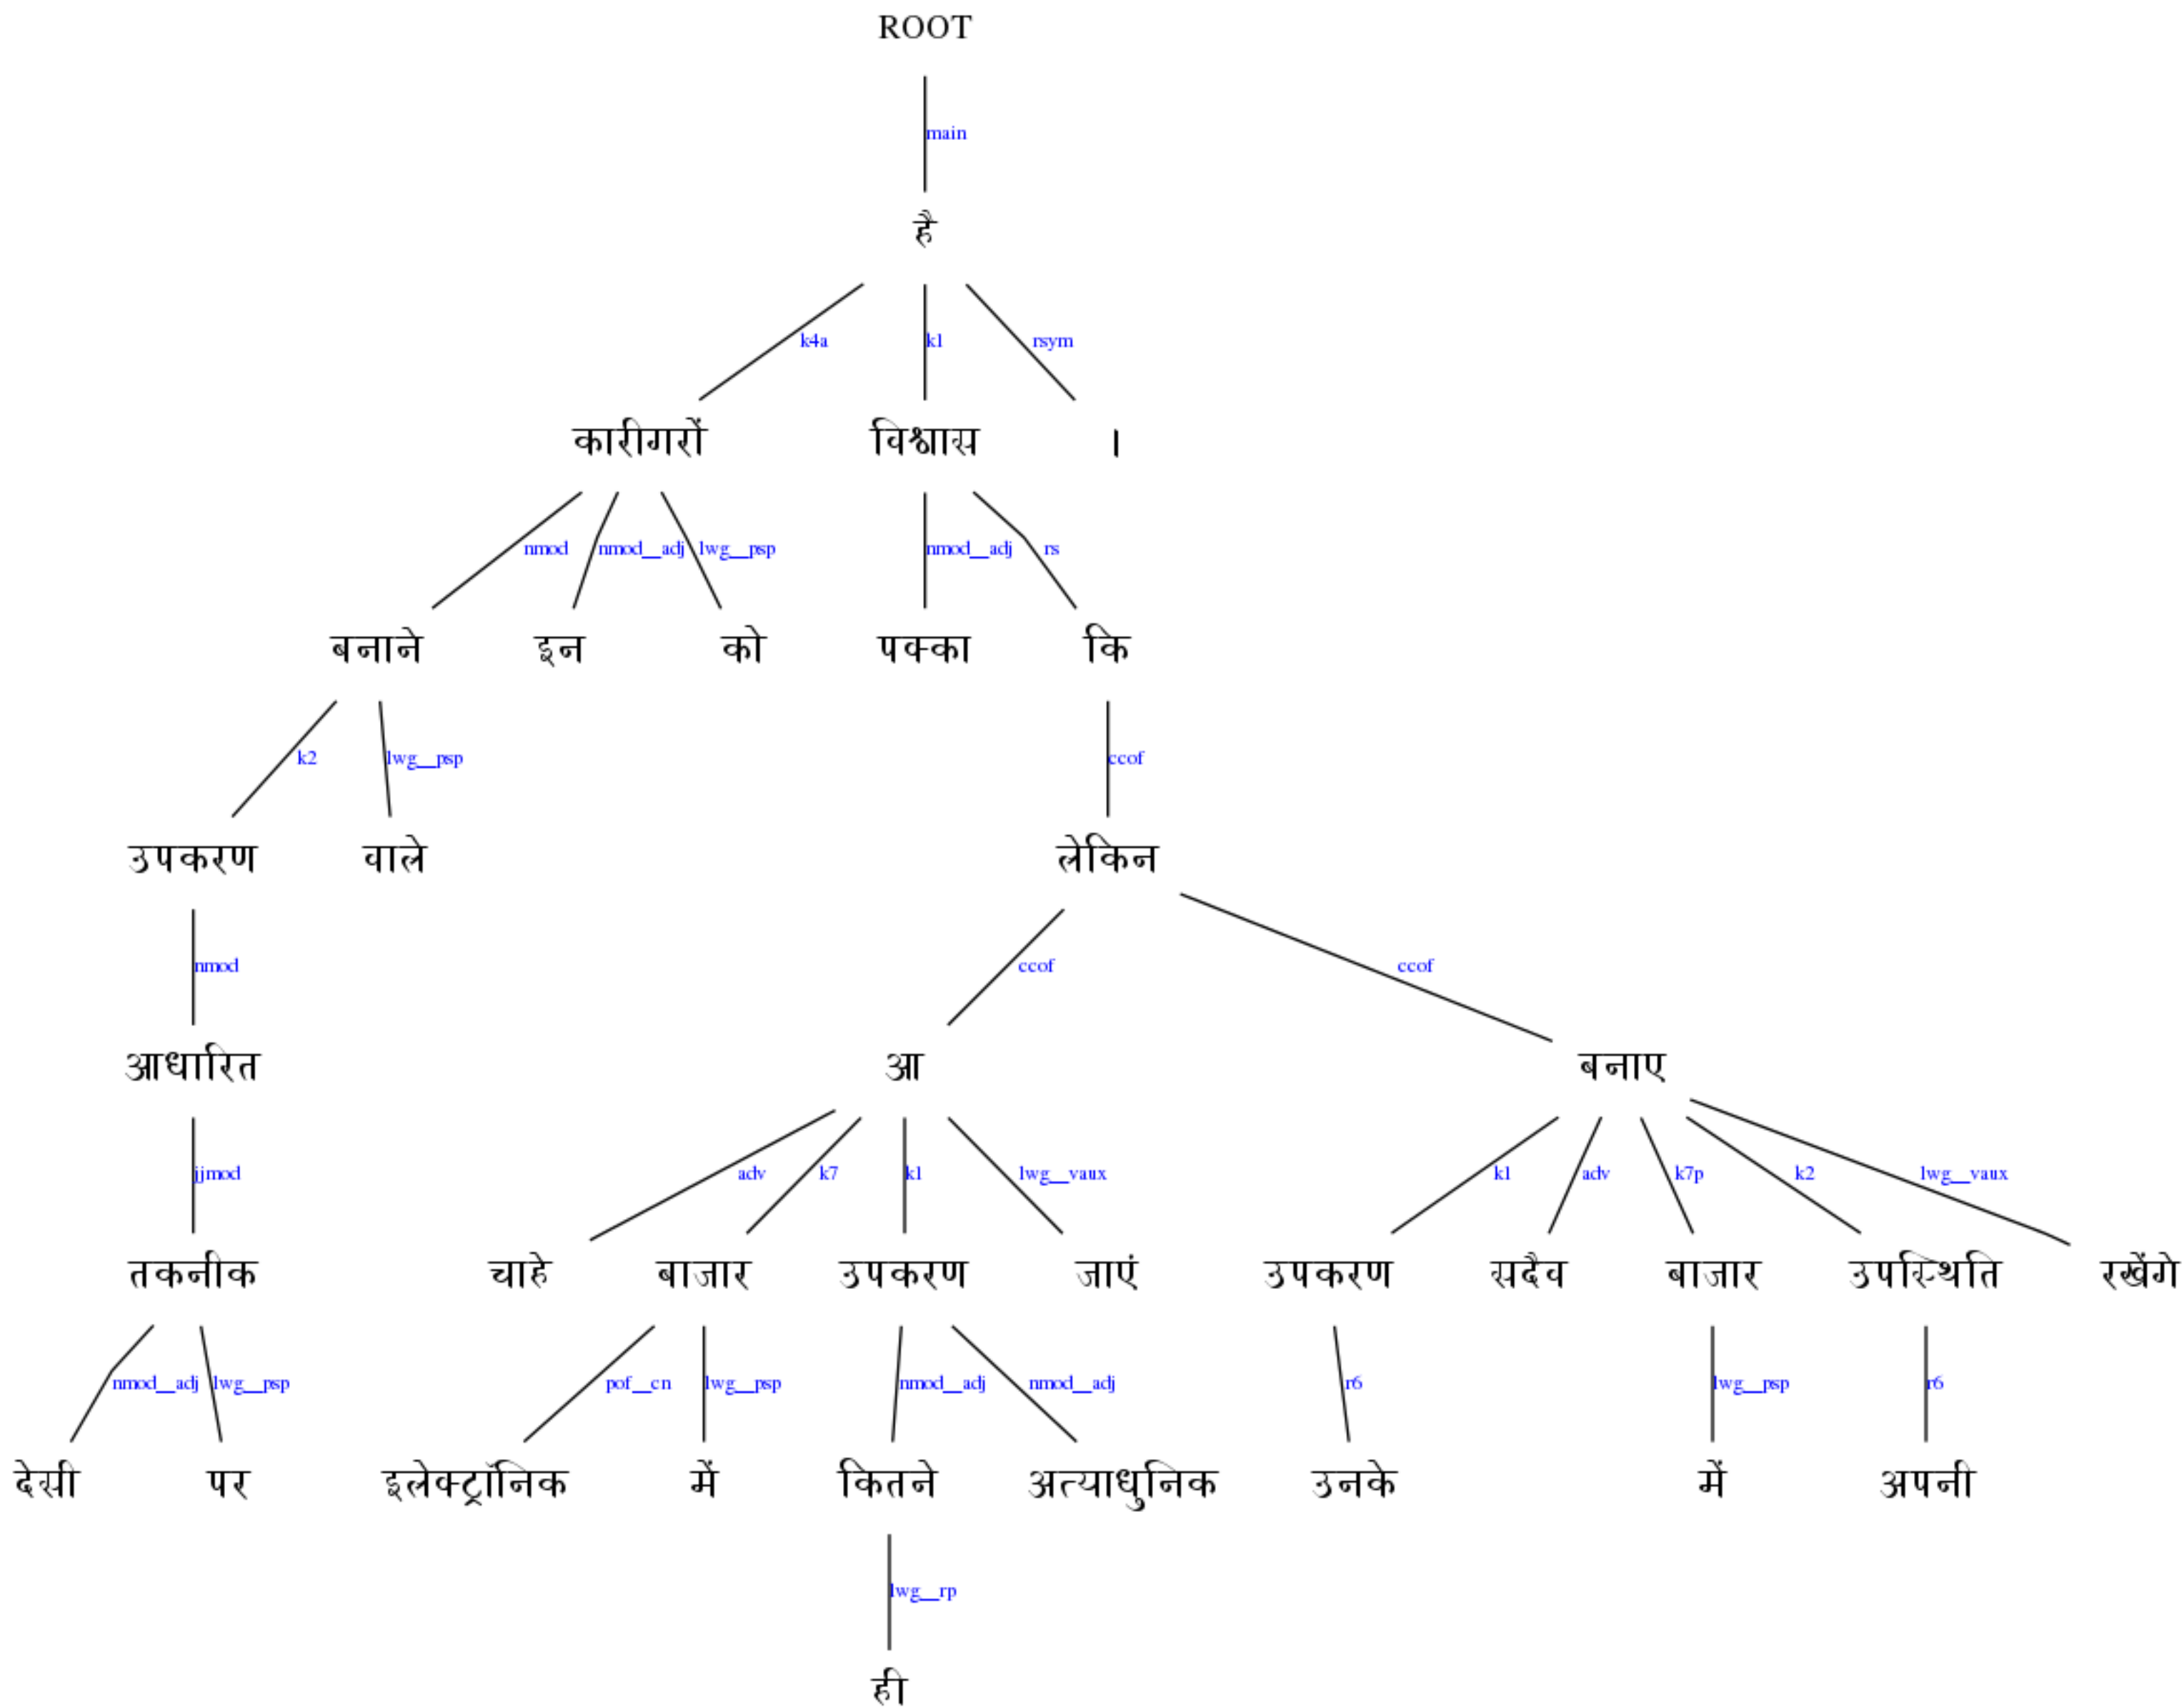 ROOT
main
है
k4a k1 rsym
कारीगरों विश्वास ।
nmod nmod__adj lwg__psp nmod__adj rs
बनाने इन को पक्का कि
k2 lwg__psp ccof
उपकरण वाले लेकिन
nmod ccof ccof
आधारित आ बनाए
jjmod adv k7 k1 lwg__vaux k1 adv k7p k2 lwg__vaux
तकनीक चाहे बाजार उपकरण जाएं उपकरण सदैव बाजार उपस्थिति रखेंगे
nmod__adj lwg__psp pof__cn lwg__psp nmod__adj nmod__adj r6 lwg__psp r6
देसी पर इलेक्ट्रॉनिक में कितने अत्याधुनिक उनके में अपनी
lwg__rp
ही